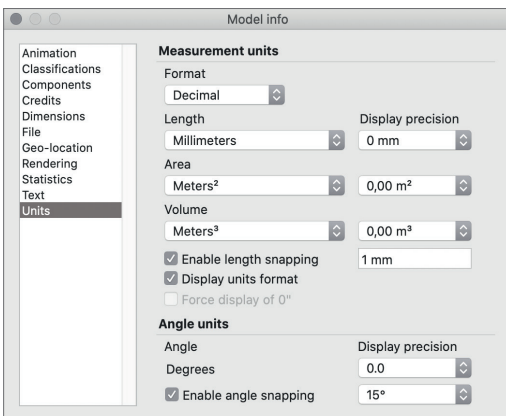 Model info
Animation
Classifications
Components
Credits
Dimensions
File
Geo-location
Rendering
Statistics
Text
Units
Measurement units
Format
Decimal
Length Display precision
Millimeters 0 mm
Area
Meters² 0,00 m²
Volume
Meters³ 0,00 m³
Enable length snapping 1 mm
Display units format
Force display of 0"
Angle units
Angle Display precision
Degrees 0.0
Enable angle snapping 15°